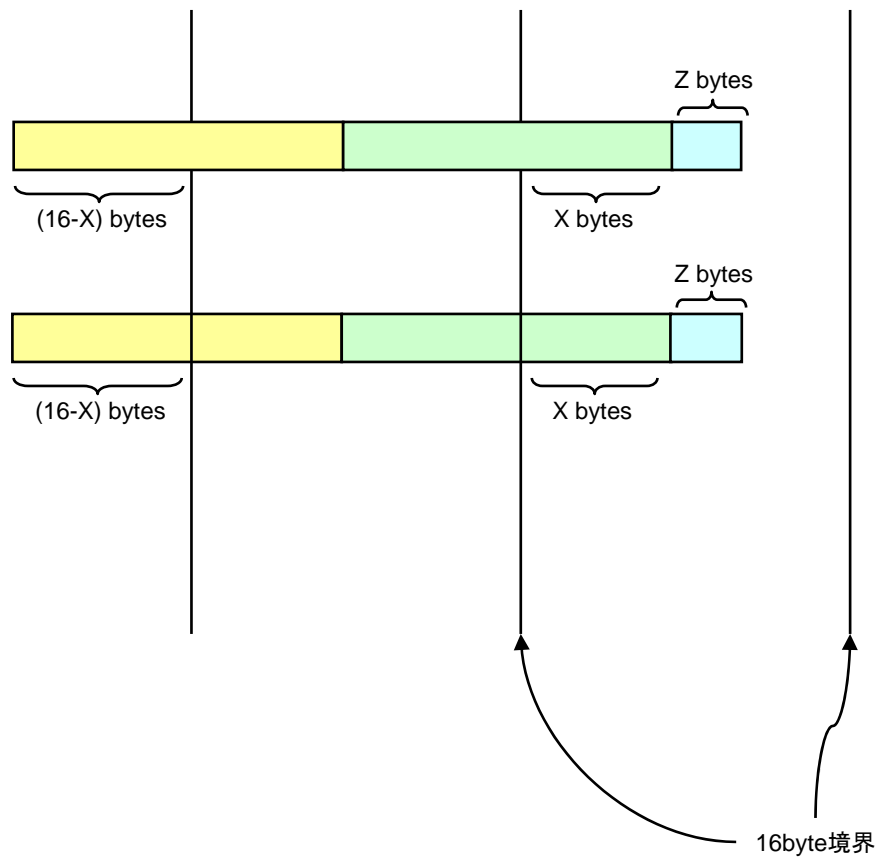 Z bytes
(16-X) bytes
X bytes
Z bytes
(16-X) bytes
X bytes
16byte境界